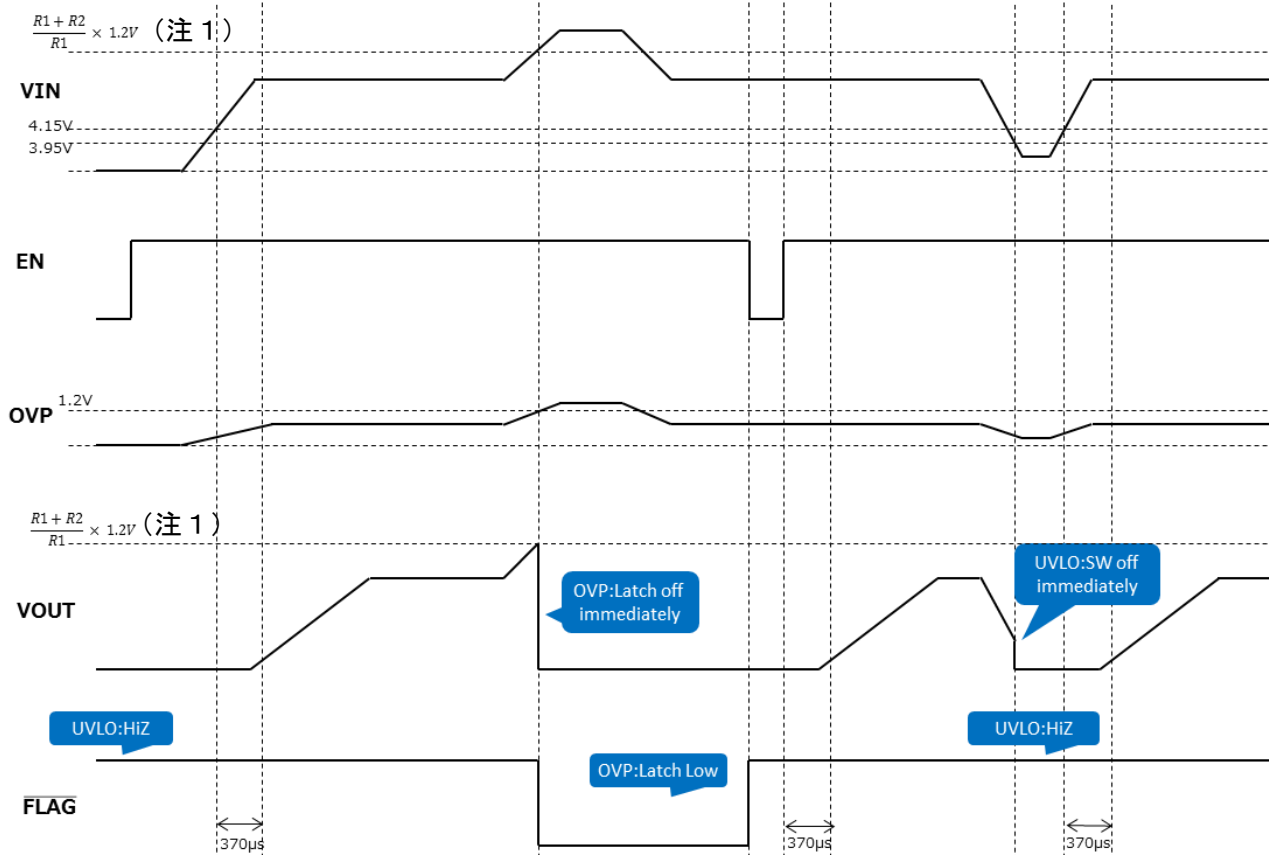 R1 + R2
R1
× 1.2V (注１)
VIN
4.15V
3.95V
EN
OVP
1.2V
R1 + R2
R1
× 1.2V (注１)
VOUT
OVP:Latch off
immediately
UVLO:SW off
immediately
UVLO:HiZ
UVLO:HiZ
OVP:Latch Low
FLAG
370μs
370μs
370μs